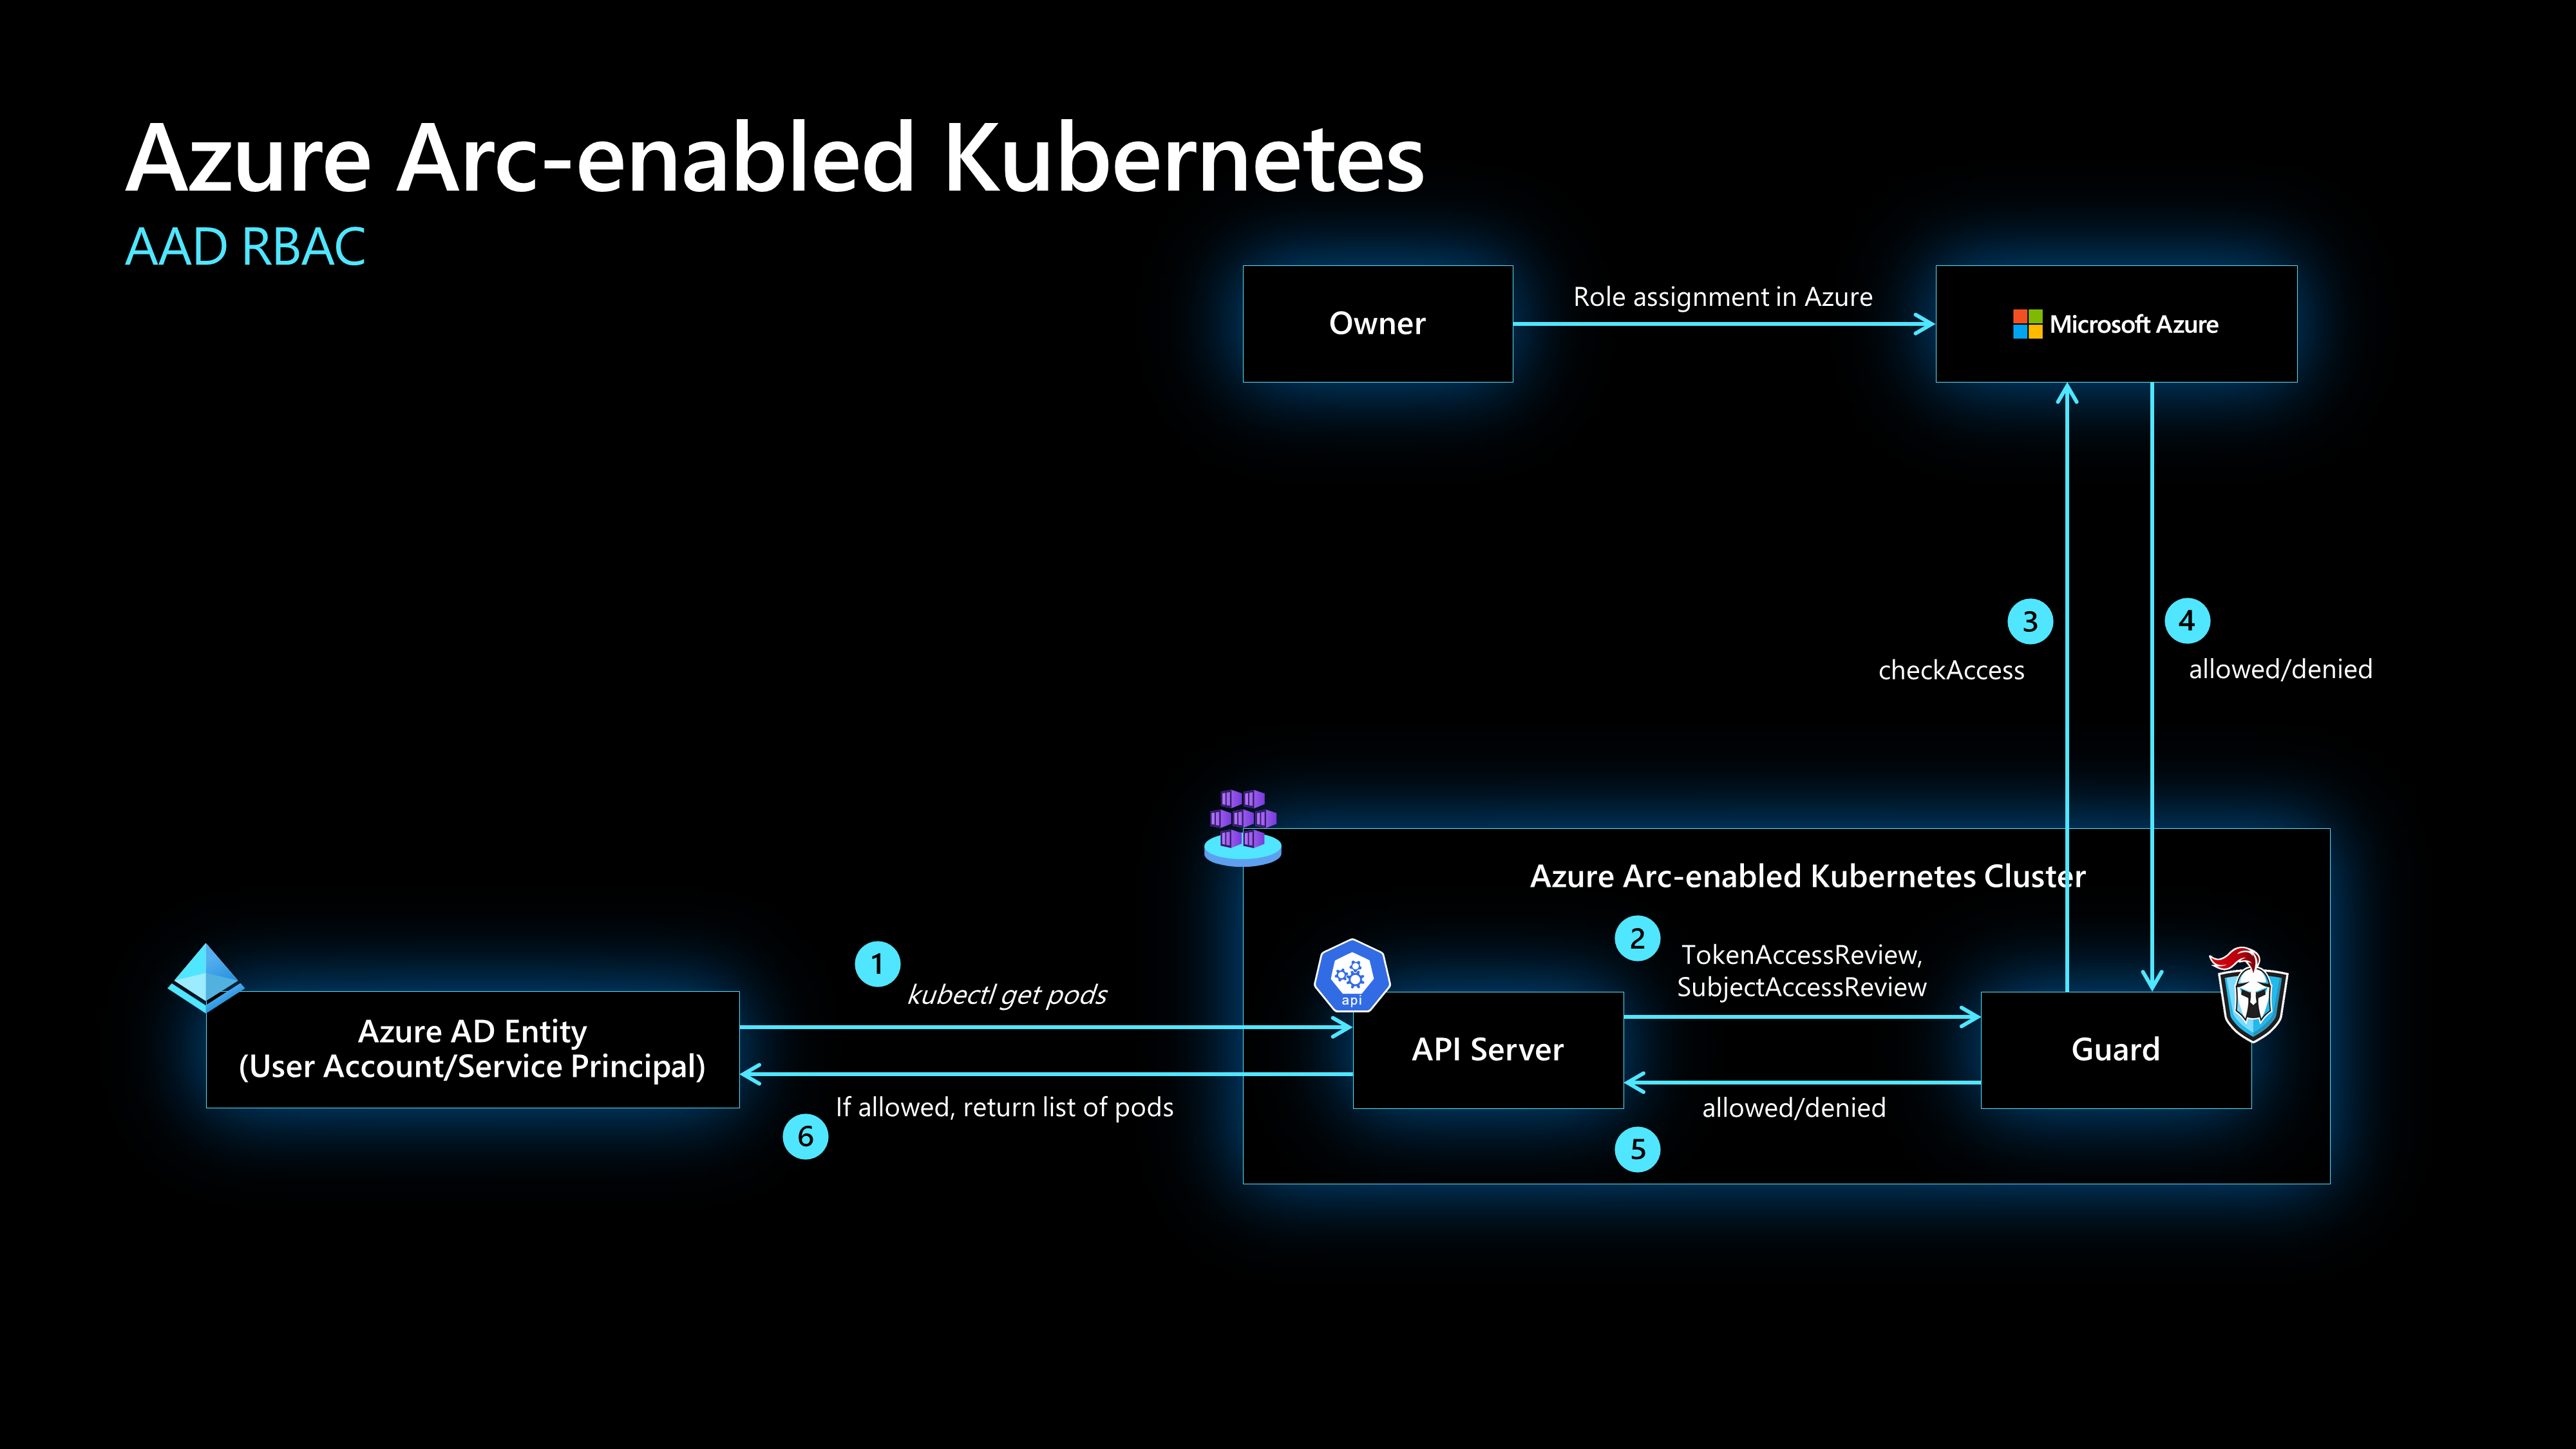 Azure Arc-enabled Kubernetes
AAD RBAC
Owner
Role assignment in Azure
Microsoft Azure
3
checkAccess
4
allowed/denied
Azure Arc-enabled Kubernetes Cluster
Azure AD Entity
(User Account/Service Principal)
1
kubectl get pods
6
If allowed, return list of pods
api
API Server
2
TokenAccessReview,
SubjectAccessReview
allowed/denied
5
Guard